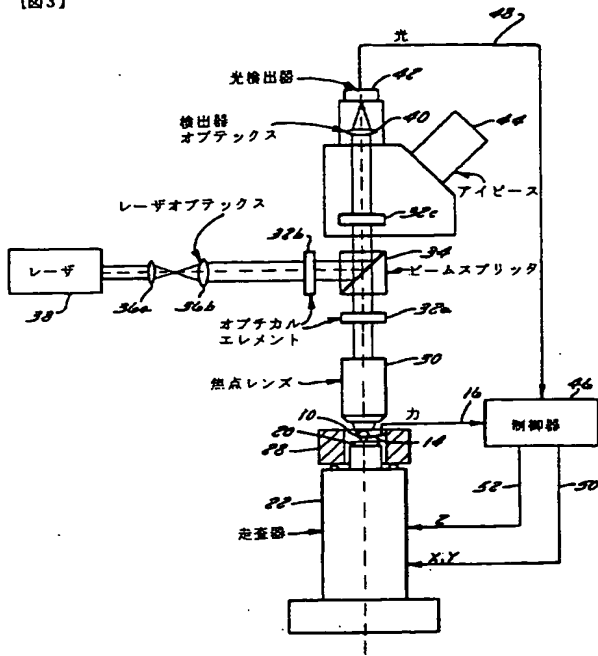 【図3】
光
48
光検出器
42
検出器
オプテックス
40
44
アイピース
レーザオプテックス
32c
32b
34
レーザ
ビームスプリッタ
38
36a
36b
オプチカル
エレメント
32a
焦点レンズ
30
力
16
46
10
20
14
28
制御器
22
52
50
走査器
Z
X,Y